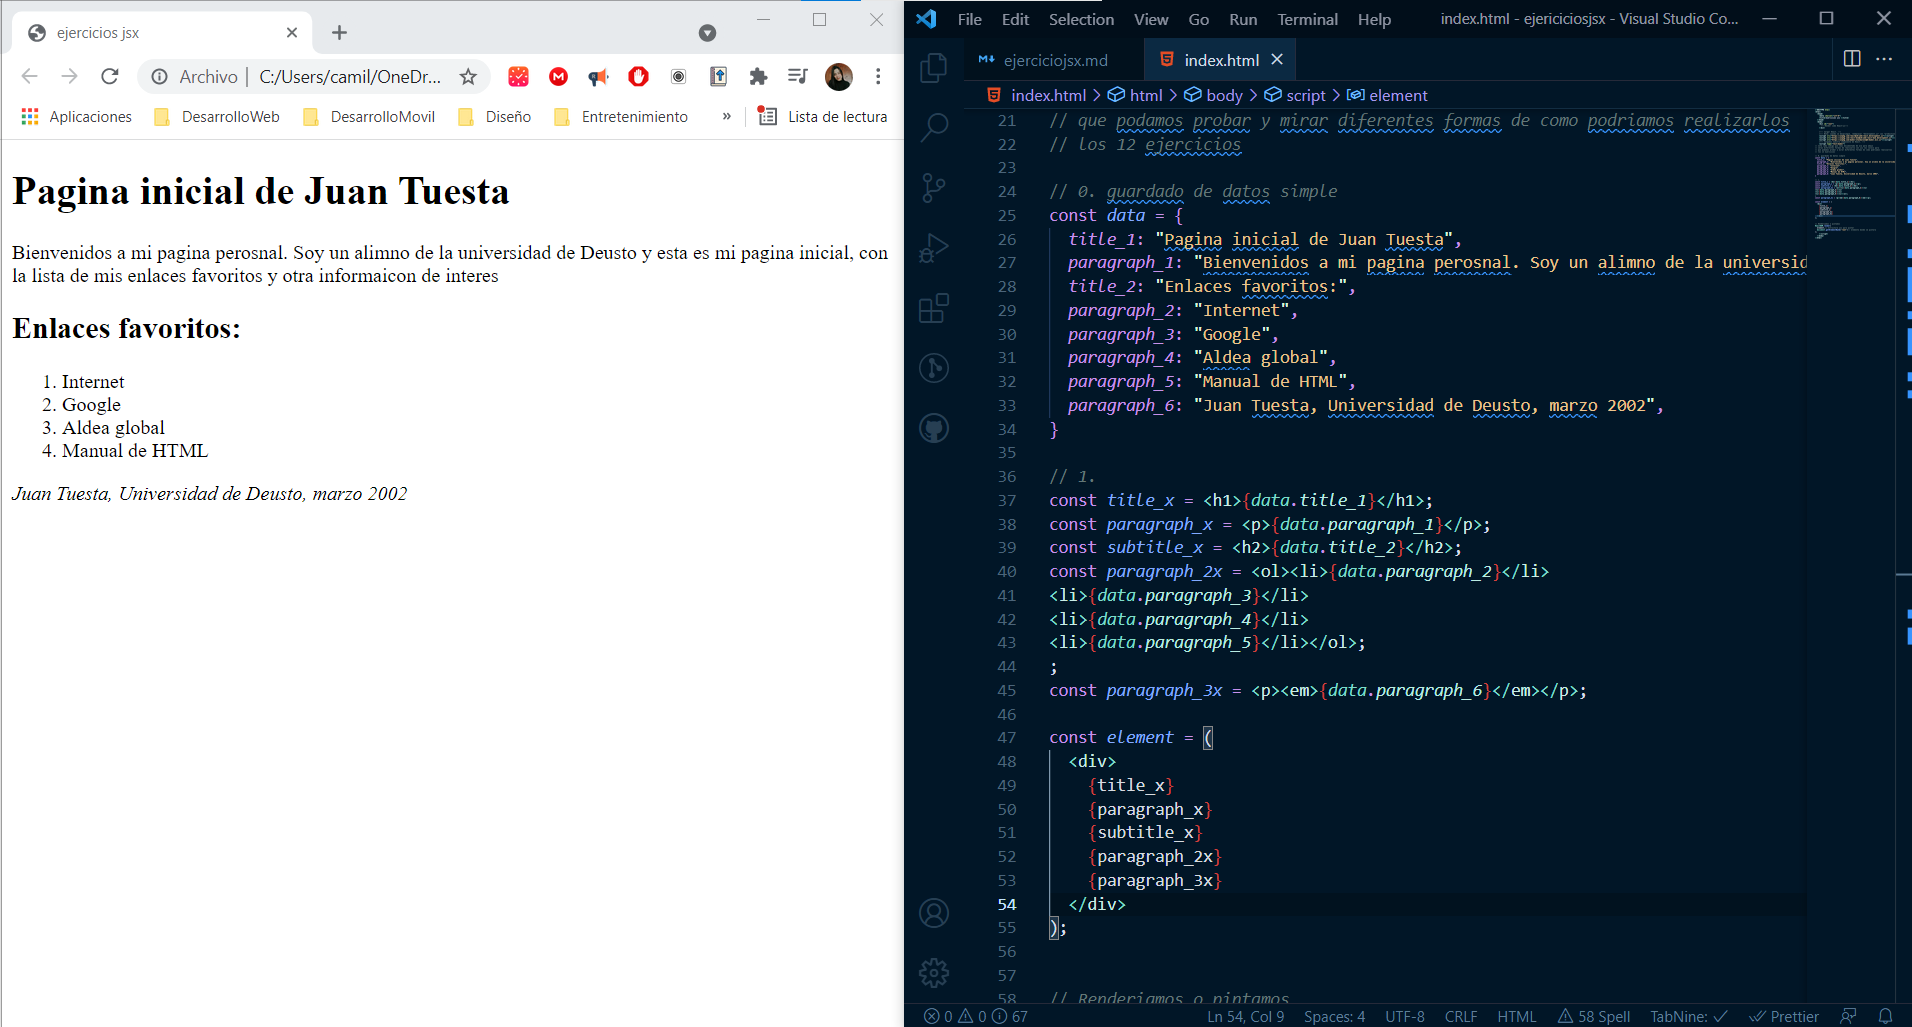 ejercicios jsx
Archivo | C:/Users/camil/OneDr...
Aplicaciones DesarrolloWeb DesarrolloMovil Diseño Entretenimiento » Lista de lectura
Pagina inicial de Juan Tuesta
Bienvenidos a mi pagina perosnal. Soy un alimno de la universidad de Deusto y esta es mi pagina inicial, con
la lista de mis enlaces favoritos y otra informaicon de interes
Enlaces favoritos:
1. Internet
2. Google
3. Aldea global
4. Manual de HTML
Juan Tuesta, Universidad de Deusto, marzo 2002
File Edit Selection View Go Run Terminal Help index.html - ejericiciosjsx - Visual Studio Co...
ejerciciojsx.md index.html
index.html > html > body > script > element
21 // que podamos probar y mirar diferentes formas de como podriamos realizarlos
22 // los 12 ejercicios
23
24 // 0. guardado de datos simple
25 const data = {
26 title_1: "Pagina inicial de Juan Tuesta",
27 paragraph_1: "Bienvenidos a mi pagina perosnal. Soy un alimno de la universid
28 title_2: "Enlaces favoritos:",
29 paragraph_2: "Internet",
30 paragraph_3: "Google",
31 paragraph_4: "Aldea global",
32 paragraph_5: "Manual de HTML",
33 paragraph_6: "Juan Tuesta, Universidad de Deusto, marzo 2002",
34 }
35
36 // 1.
37 const title_x = <h1>{data.title_1}</h1>;
38 const paragraph_x = <p>{data.paragraph_1}</p>;
39 const subtitle_x = <h2>{data.title_2}</h2>;
40 const paragraph_2x = <ol><li>{data.paragraph_2}</li>
41 <li>{data.paragraph_3}</li>
42 <li>{data.paragraph_4}</li>
43 <li>{data.paragraph_5}</li></ol>;
44 ;
45 const paragraph_3x = <p><em>{data.paragraph_6}</em></p>;
46
47 const element = (
48 <div>
49 {title_x}
50 {paragraph_x}
51 {subtitle_x}
52 {paragraph_2x}
53 {paragraph_3x}
54 </div>
55 );
56
57
58 // Renderiamos o pintamos
0 0 67 Ln 54, Col 9 Spaces: 4 UTF-8 CRLF HTML 58 Spell TabNine: ✓ Prettier